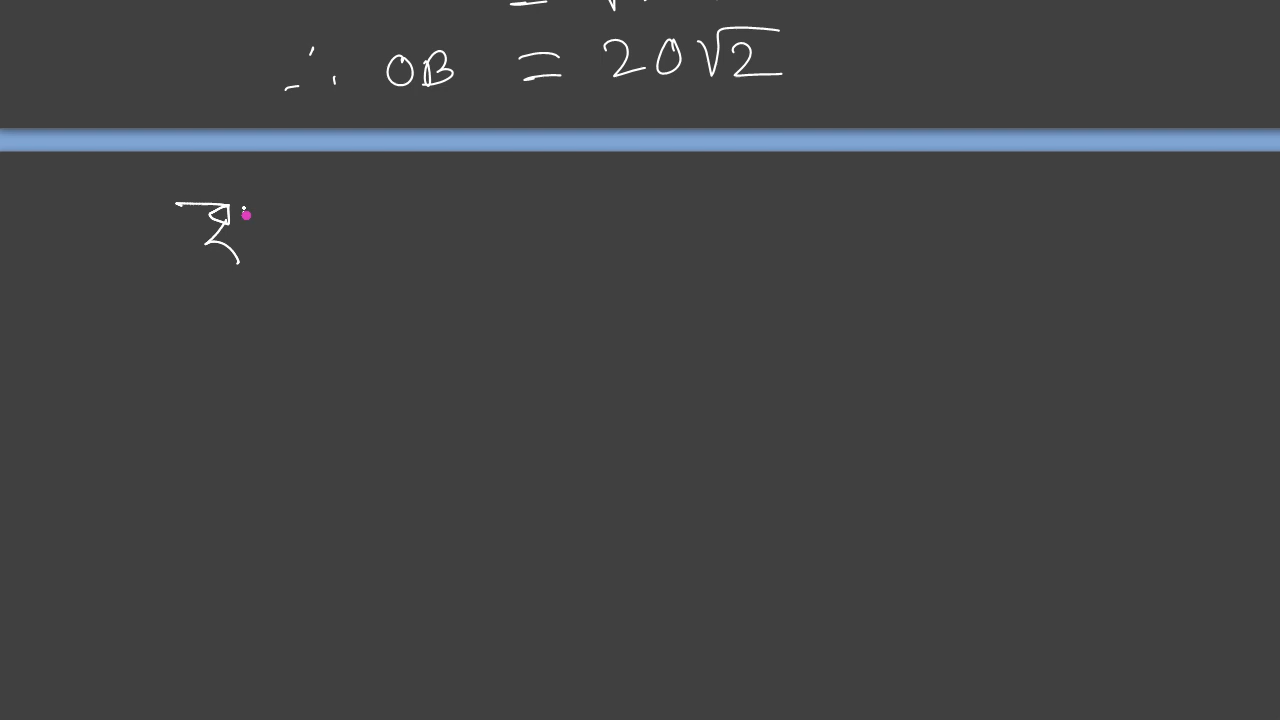 ∴ OB = 20√2